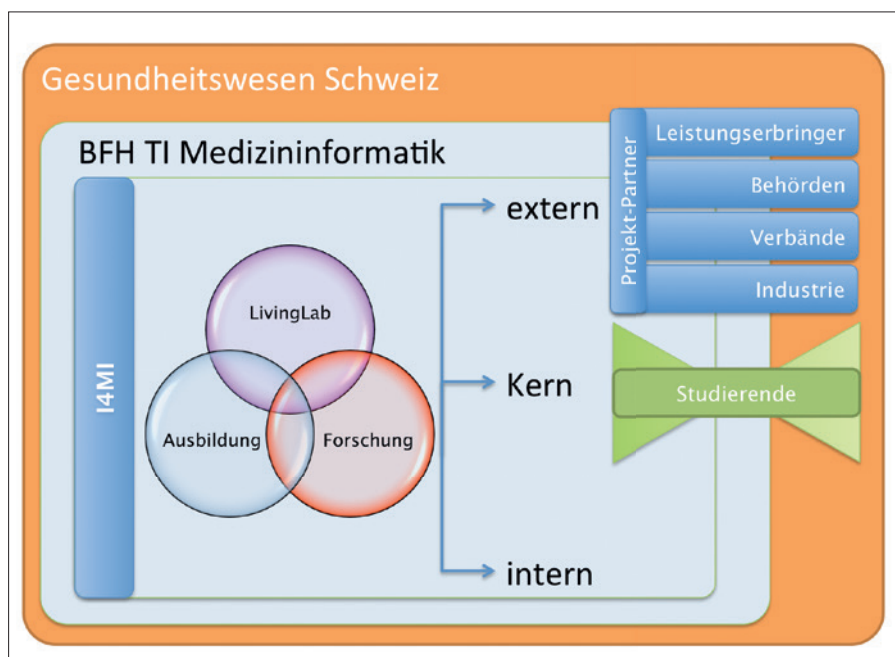 Gesundheitswesen Schweiz
BFH TI Medizininformatik
I4MI
LivingLab
Ausbildung
Forschung
extern
Kern
intern
Projekt-Partner
Leistungserbringer
Behörden
Verbände
Industrie
Studierende